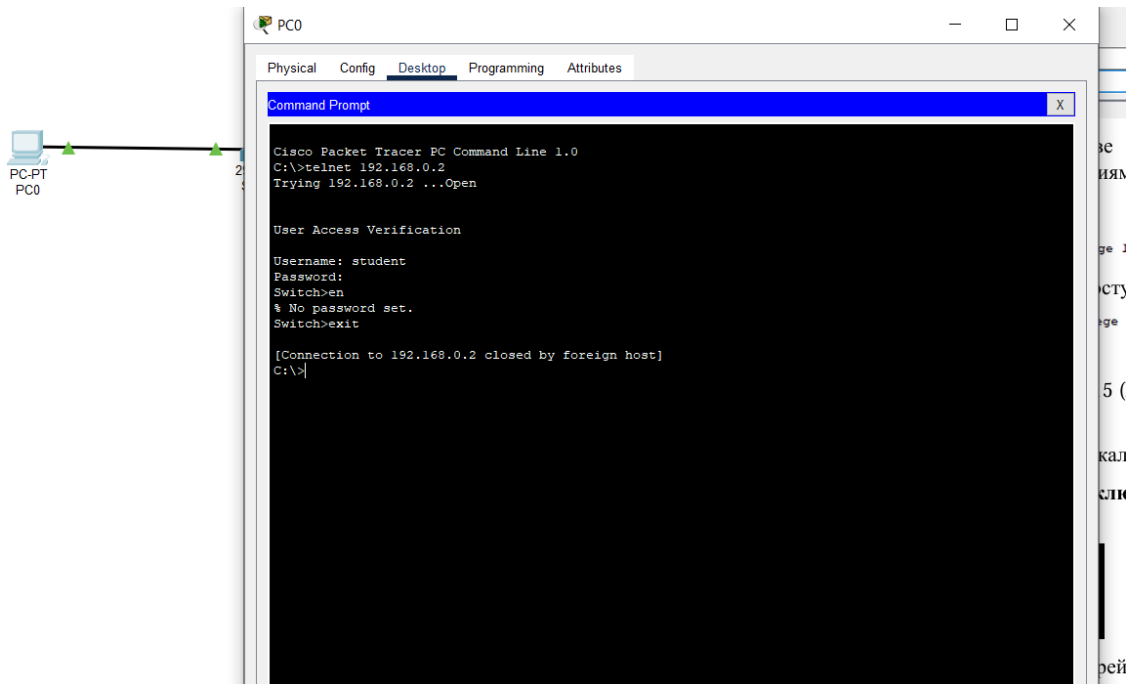 PC0
Physical Config Desktop Programming Attributes
Command Prompt
X
Cisco Packet Tracer PC Command Line 1.0
C:\>telnet 192.168.0.2
Trying 192.168.0.2 ...Open
User Access Verification
Username: student
Password:
Switch>en
% No password set.
Switch>exit
[Connection to 192.168.0.2 closed by foreign host]
C:\>
PC-PT
PC0
5 (